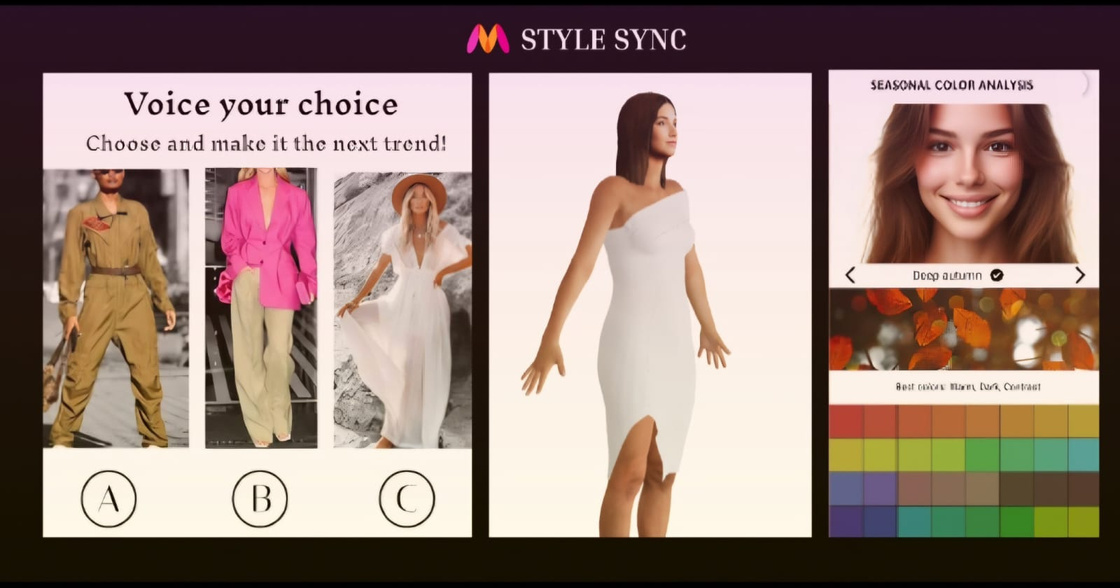 STYLE SYNC
Voice your choice
Choose and make it the next trend!
A
B
C
SEASONAL COLOR ANALYSIS
Deep autumn
Best colors: Warm, Dark, Contrast